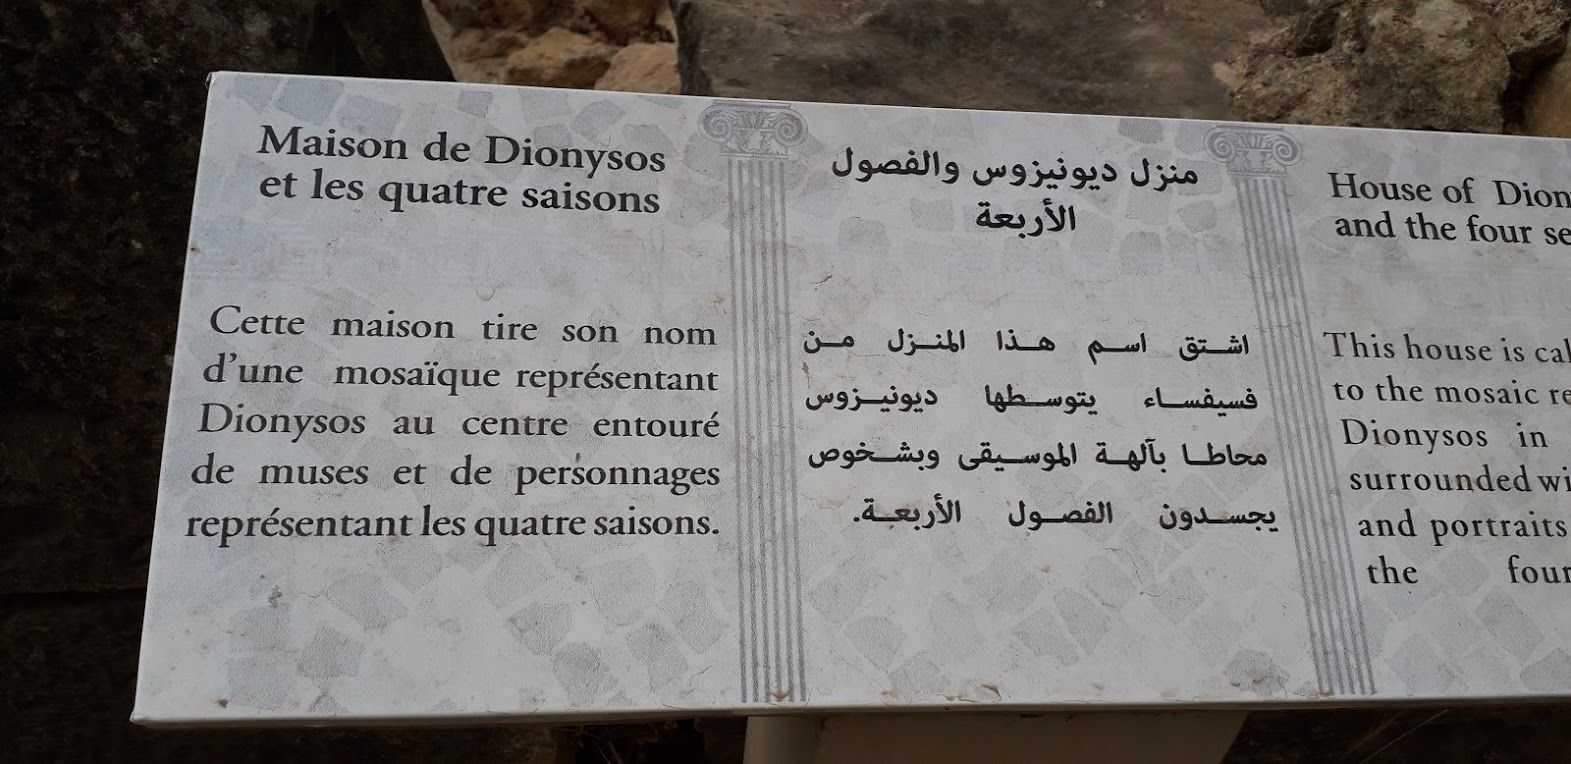 Maison de Dionysos
et les quatre saisons
Cette maison tire son nom
d'une mosaïque représentant
Dionysos au centre entouré
de muses et de personnages
représentant les quatre saisons.
منزل ديونيزوس والفصول
الأربعة
اشتق اسم هذا المنزل من
فسيفساء يتوسطها ديونيزوس
محاطا بآلهة الموسيقى وبشخوص
يجسدون الفصول الأربعة.
House of
and the four
This house is
to the mosaic
Dionysos in
surrounded
and portraits
the four